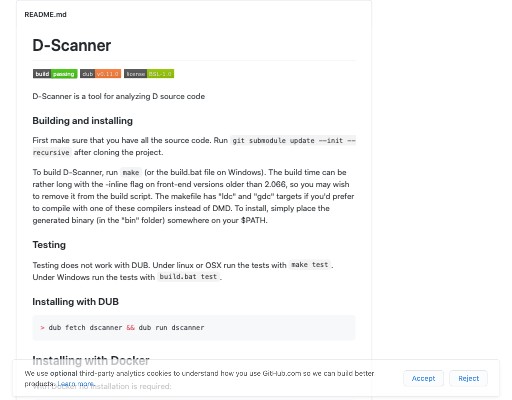 README.md
D-Scanner
build passing dub v0.11.0 license BSL-1.0
D-Scanner is a tool for analyzing D source code
Building and installing
First make sure that you have all the source code. Run git submodule update --init --
recursive after cloning the project.
To build D-Scanner, run make (or the build.bat file on Windows). The build time can be
rather long with the -inline flag on front-end versions older than 2.066, so you may wish
to remove it from the build script. The makefile has "ldc" and "gdc" targets if you'd prefer
to compile with one of these compilers instead of DMD. To install, simply place the
generated binary (in the "bin" folder) somewhere on your $PATH.
Testing
Testing does not work with DUB. Under linux or OSX run the tests with make test.
Under Windows run the tests with build.bat test.
Installing with DUB
> dub fetch dscanner && dub run dscanner
Installing with Docker
We use optional third-party analytics cookies to understand how you use GitHub.com so we can build better
products. Learn more.
Accept Reject
With Docker no installation is required.